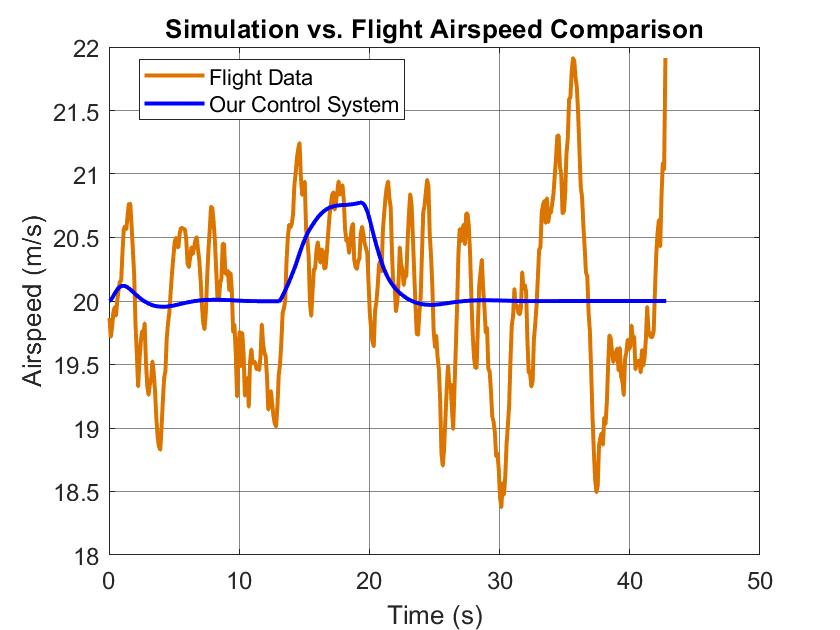 Simulation vs. Flight Airspeed Comparison
Flight Data
Our Control System
22
21.5
21
20.5
20
19.5
19
18.5
18
Airspeed (m/s)
0 10 20 30 40 50
Time (s)